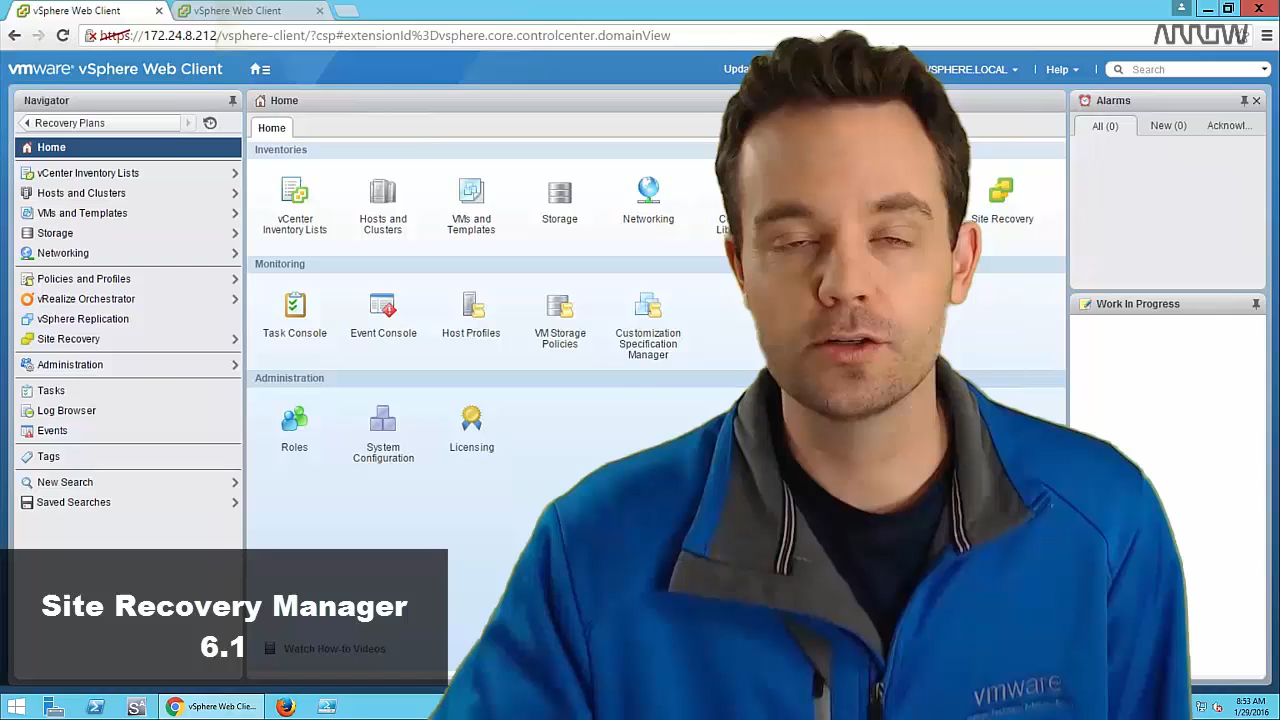 vSphere Web Client
vSphere Web Client
https://172.24.8.212/vsphere-client/?csp#extensionId%3Dvsphere.core.controlcenter.domainView
ARROW
vmware® vSphere Web Client
VSPHERE.LOCAL
Help
Search
Navigator
Recovery Plans
Home
vCenter Inventory Lists
Hosts and Clusters
VMs and Templates
Storage
Networking
Policies and Profiles
vRealize Orchestrator
vSphere Replication
Site Recovery
Administration
Tasks
Log Browser
Events
Tags
New Search
Saved Searches
Home
Home
Inventories
vCenter Inventory Lists
Hosts and Clusters
VMs and Templates
Storage
Networking
Site Recovery
Monitoring
Task Console
Event Console
Host Profiles
VM Storage Policies
Customization Specification Manager
Administration
Roles
System Configuration
Licensing
Watch How-to Videos
Alarms
All (0)
New (0)
Acknowl...
Work In Progress
Site Recovery Manager
6.1
vmware
vSphere Web Clie...
8:53 AM
1/29/2016